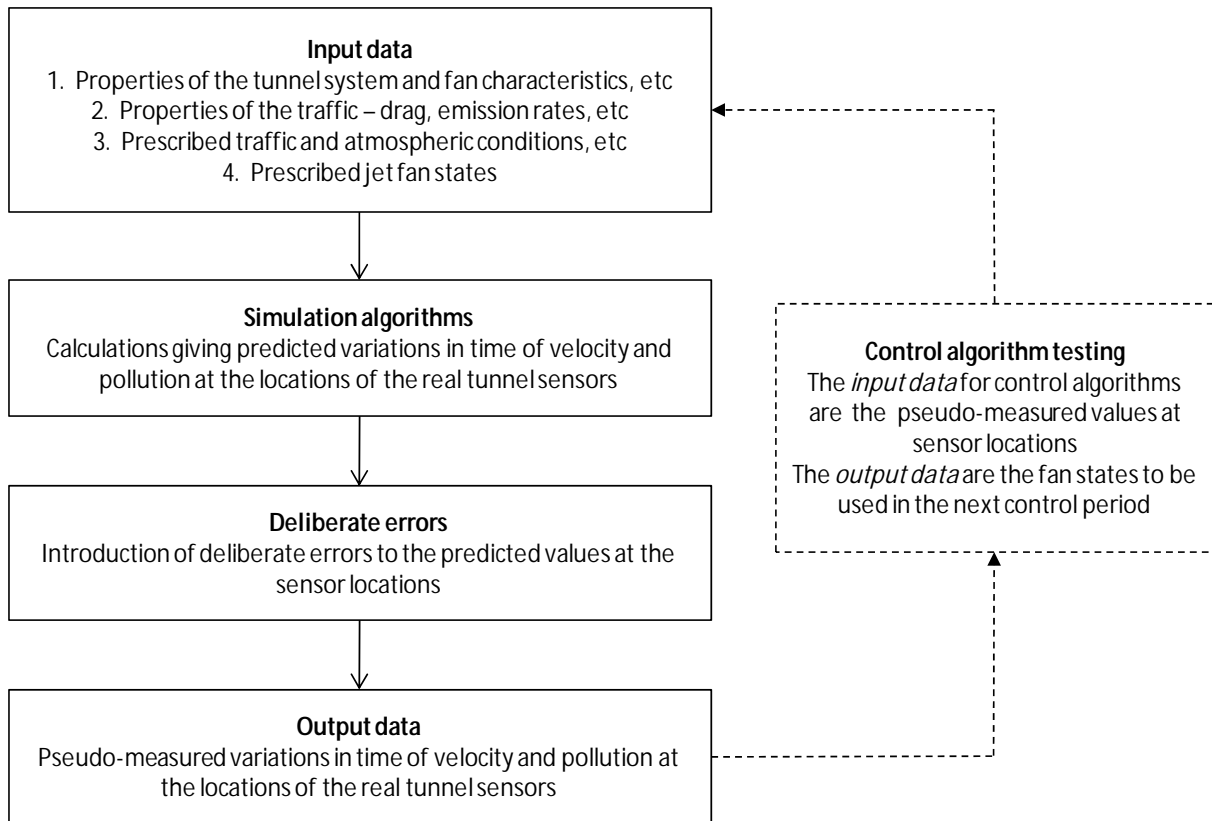 Input data
1. Properties of the tunnel system and fan characteristics, etc
2. Properties of the traffic – drag, emission rates, etc
3. Prescribed traffic and atmospheric conditions, etc
4. Prescribed jet fan states
Simulation algorithms
Calculations giving predicted variations in time of velocity and
pollution at the locations of the real tunnel sensors
Deliberate errors
Introduction of deliberate errors to the predicted values at the
sensor locations
Output data
Pseudo-measured variations in time of velocity and pollution at
the locations of the real tunnel sensors
Control algorithm testing
The input data for control algorithms
are the pseudo-measured values at
sensor locations
The output data are the fan states to be
used in the next control period